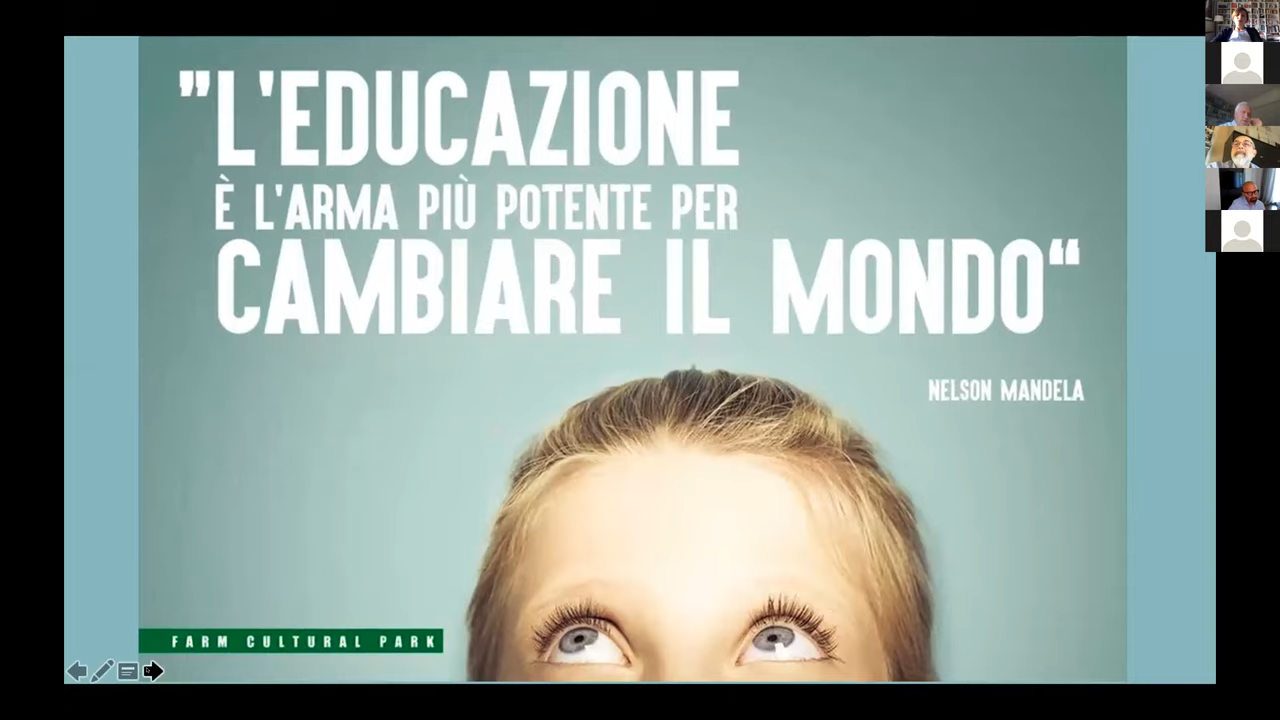 "L'EDUCAZIONE
È L'ARMA PIÙ POTENTE PER
CAMBIARE IL MONDO"
NELSON MANDELA
FARM CULTURAL PARK